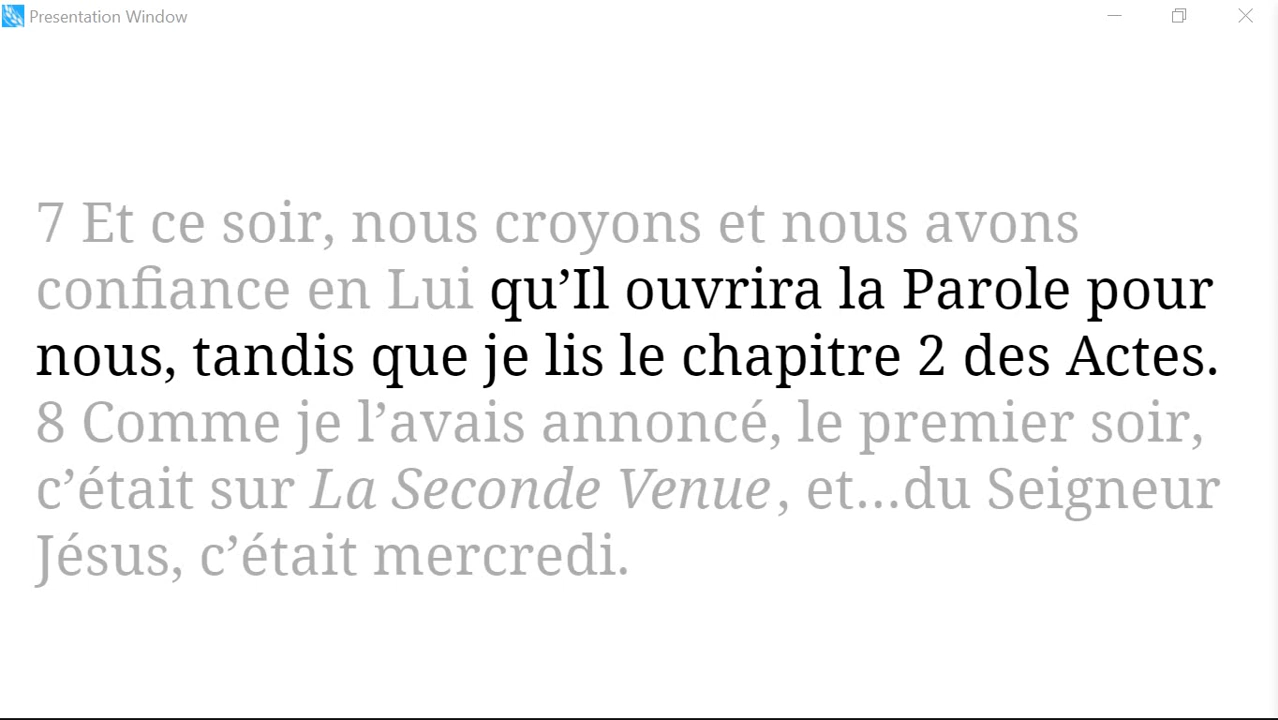 Presentation Window
7 Et ce soir, nous croyons et nous avons
confiance en Lui qu’Il ouvrira la Parole pour
nous, tandis que je lis le chapitre 2 des Actes.
8 Comme je l’avais annoncé, le premier soir,
c’était sur La Seconde Venue, et…du Seigneur
Jésus, c’était mercredi.